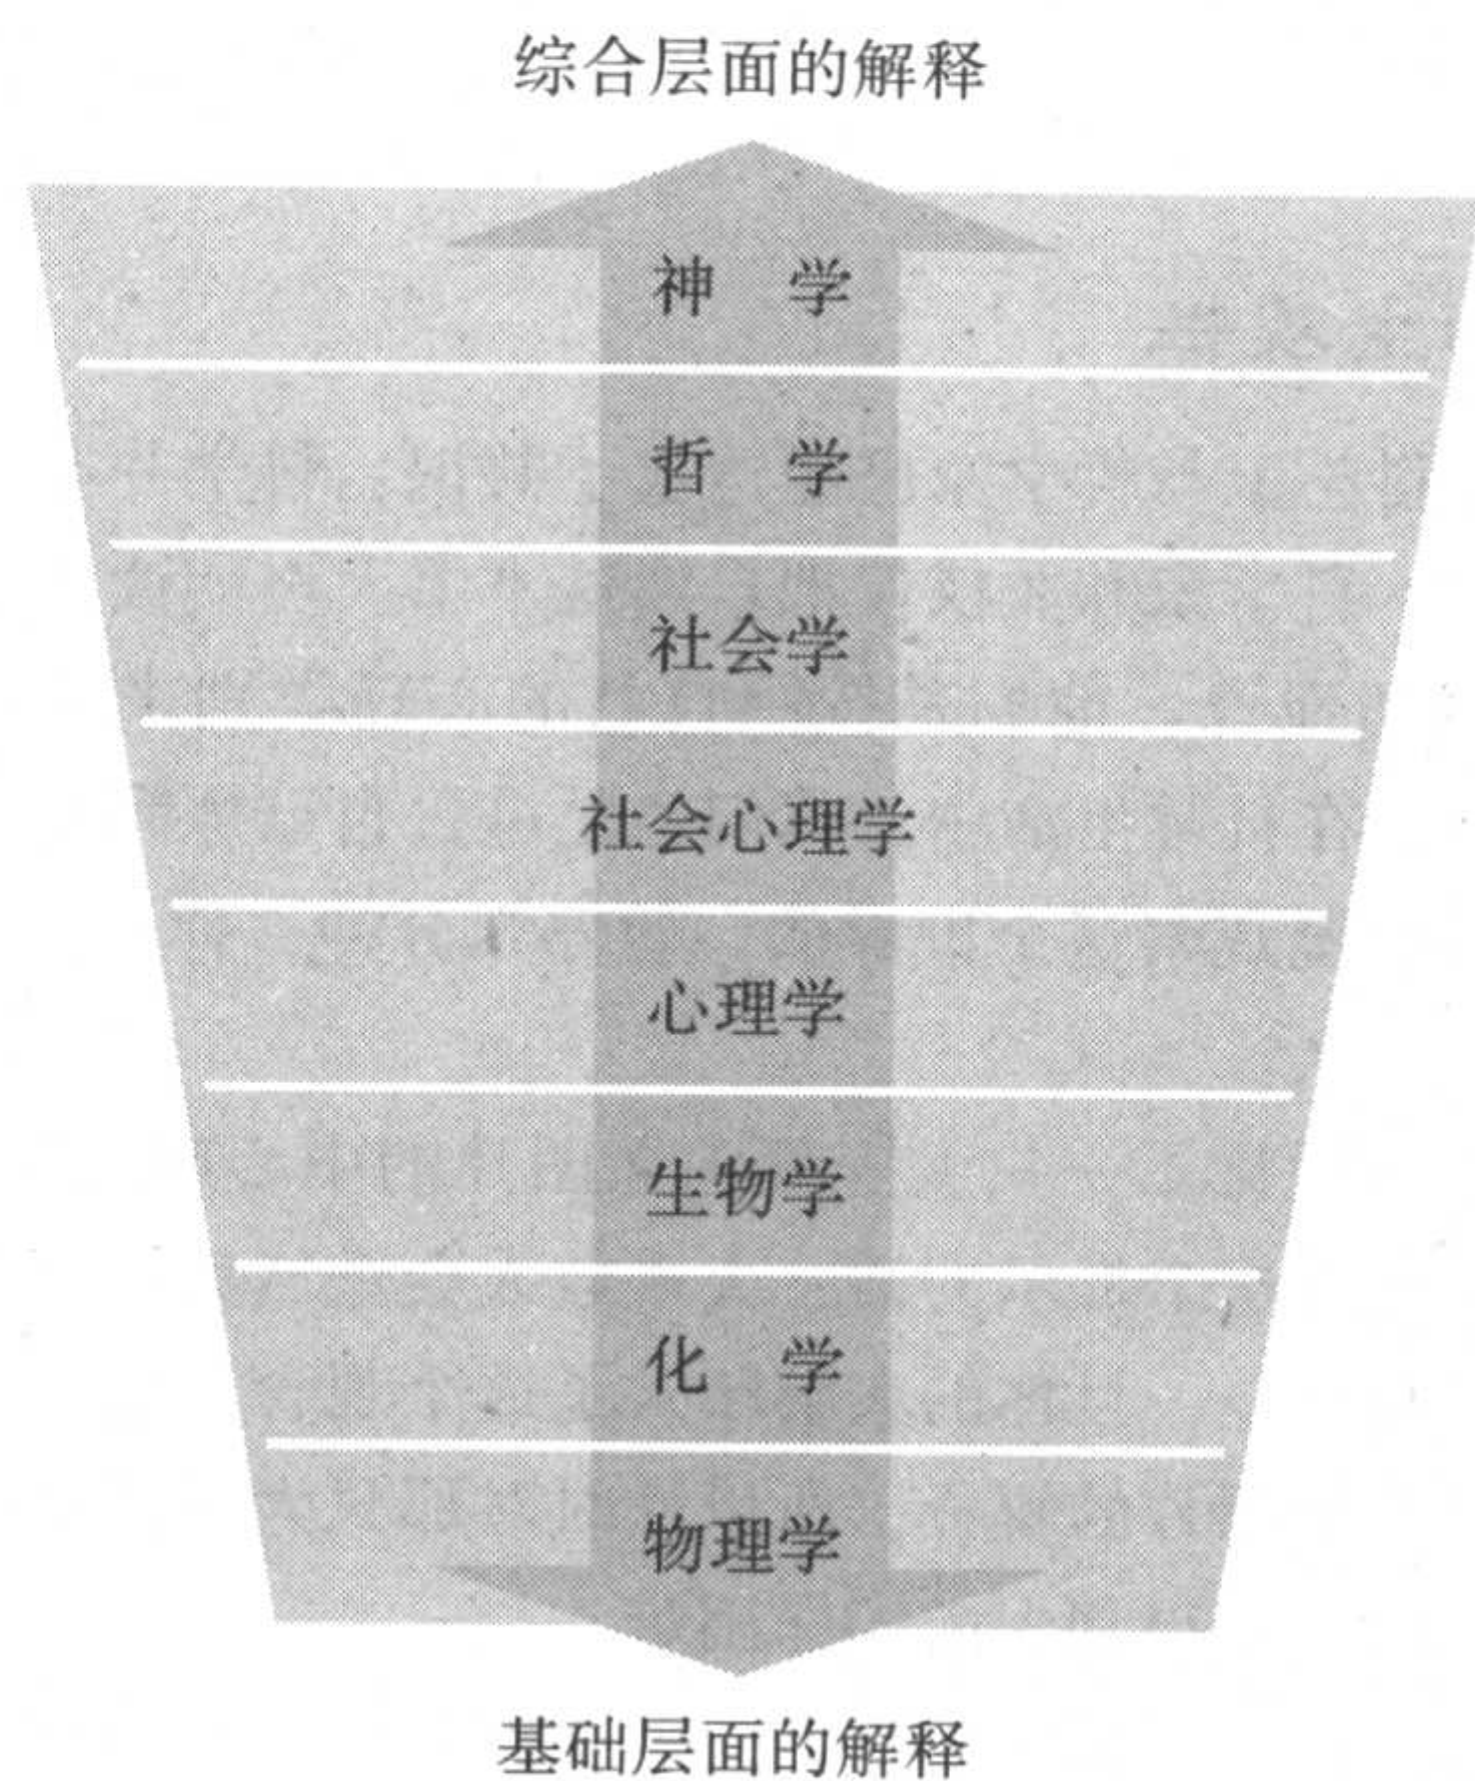 综合层面的解释
神 学
哲 学
社会学
社会心理学
心理学
生物学
化 学
物理学
基础层面的解释